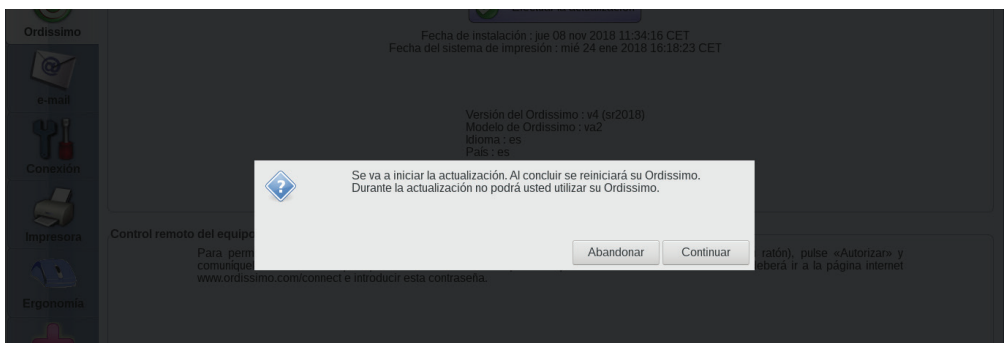 Ordissimo
Fecha de instalación : jue 08 nov 2018 11:34:16 CET
Fecha del sistema de impresión : mié 24 ene 2018 16:18:23 CET
e-mail
Versión del Ordissimo : v4 (sr2018)
Modelo de Ordissimo : va2
Idioma : es
País : es
Conexión
Se va a iniciar la actualización. Al concluir se reiniciará su Ordissimo.
Durante la actualización no podrá usted utilizar su Ordissimo.
Abandonar Continuar
Impresora
Control remoto del equipo
Para perm ratón), pulse «Autorizar» y
comuníque eberá ir a la página internet
www.ordissimo.com/connect e introducir esta contraseña.
Ergonomía